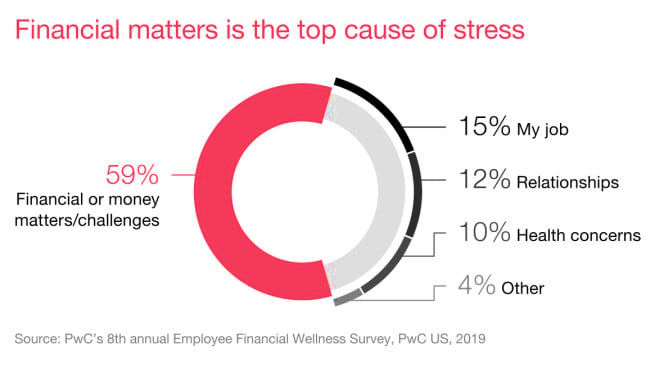 Financial matters is the top cause of stress
59%
Financial or money
matters/challenges
15% My job
12% Relationships
10% Health concerns
4% Other
Source: PwC's 8th annual Employee Financial Wellness Survey, PwC US, 2019